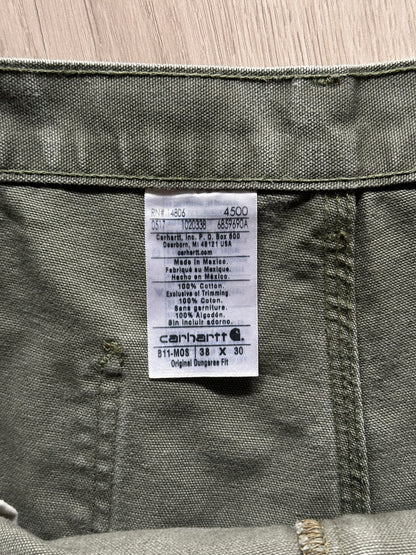 RN# 14806 4500
0517 1020338 6839690A
Carhartt, Inc. P. O. Box 600
Dearborn, MI 48121 USA
carhartt.com
Made in Mexico.
Fabriqué au Mexique.
Hecho en México.
100% Cotton.
Exclusive of Trimming.
100% Coton.
Sans garniture.
100% Algodón.
Sin incluir adorno.
carhartt
B11-MOS 38 X 30
Original Dungaree Fit